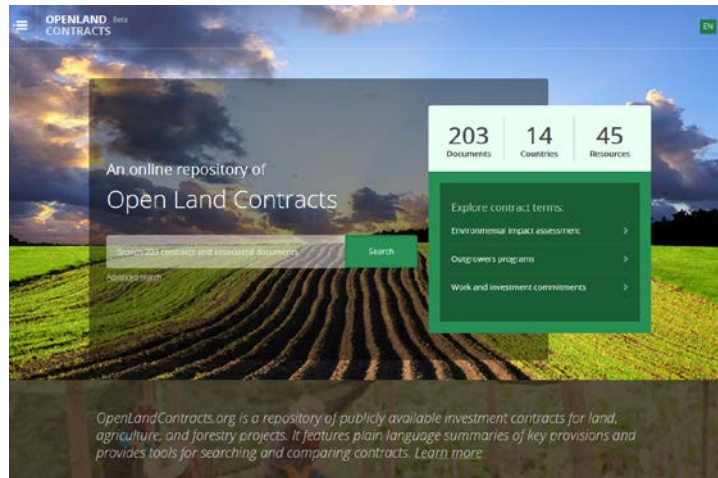 OPENLAND Beta
CONTRACTS
EN
An online repository of
Open Land Contracts
Search 203 contracts and associated documents
Search
Advanced search
203
Documents
14
Countries
45
Resources
Explore contract terms:
Environmental impact assessment
Outgrowers programs
Work and investment commitments
OpenLandContracts.org is a repository of publicly available investment contracts for land,
agriculture, and forestry projects. It features plain language summaries of key provisions and
provides tools for searching and comparing contracts. Learn more